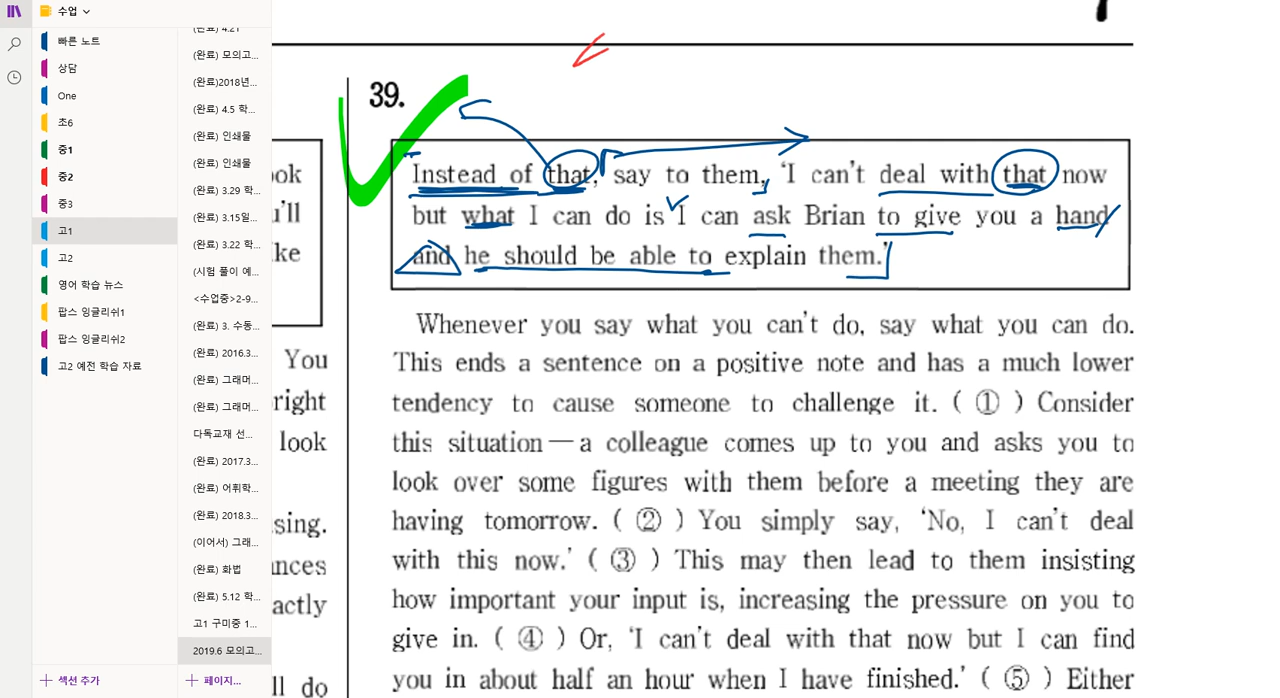 수업
빠른 노트
상담
One
초6
중1
중2
중3
고1
고2
영어 학습 뉴스
팝스 잉글리쉬1
팝스 잉글리쉬2
고2 예전 학습 자료
섹션 추가
(완료) 4.21
(완료) 모의고...
(완료)2018년...
(완료) 4.5 학...
(완료) 인쇄물
(완료) 인쇄물
(완료) 3.29 학...
(완료) 3.15일...
(완료) 3.22 학...
(시험 풀이 예...
<수업중>2-9...
(완료) 3. 수동...
(완료) 2016.3...
(완료) 그래머...
(완료) 그래머...
다독교재 선...
(완료) 2017.3...
(완료) 어휘학...
(완료) 2018.3...
(이어서) 그래...
(완료) 화법
(완료) 5.12 학...
고1 구미중 1...
2019.6 모의고...
페이지...
ook
u'll
ke
You
right
look
sing.
nces
actly
ll do
39.
Instead of that, say to them, 'I can't deal with that now
but what I can do is I can ask Brian to give you a hand
and he should be able to explain them.'
Whenever you say what you can't do, say what you can do.
This ends a sentence on a positive note and has a much lower
tendency to cause someone to challenge it. ( ① ) Consider
this situation — a colleague comes up to you and asks you to
look over some figures with them before a meeting they are
having tomorrow. ( ② ) You simply say, 'No, I can't deal
with this now.' ( ③ ) This may then lead to them insisting
how important your input is, increasing the pressure on you to
give in. ( ④ ) Or, 'I can't deal with that now but I can find
you in about half an hour when I have finished.' ( ⑤ ) Either